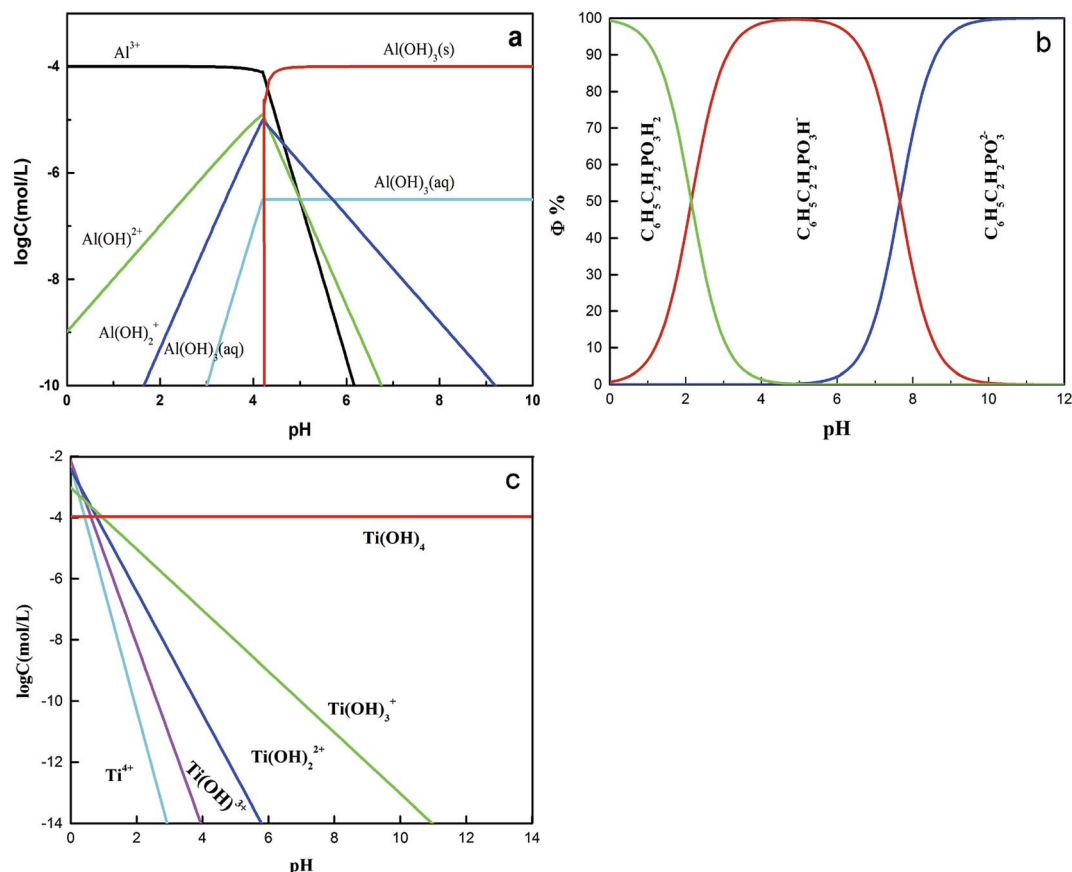 a
Al³⁺
Al(OH)₃(s)
Al(OH)₃(aq)
Al(OH)²⁺
Al(OH)₂⁺
Al(OH)₃(aq)
logC(mol/L)
-4
-6
-8
-10
0 2 4 6 8 10
pH
b
C₆H₅C₂H₂PO₃H₂
C₆H₅C₂H₂PO₃H⁻
C₆H₅C₂H₂PO₃²⁻
Φ %
100
90
80
70
60
50
40
30
20
10
0
0 2 4 6 8 10 12
pH
c
Ti(OH)₄
Ti(OH)₃⁺
Ti(OH)₂²⁺
Ti(OH)³⁺
Ti⁴⁺
logC(mol/L)
-2
-4
-6
-8
-10
-12
-14
0 2 4 6 8 10 12 14
pH